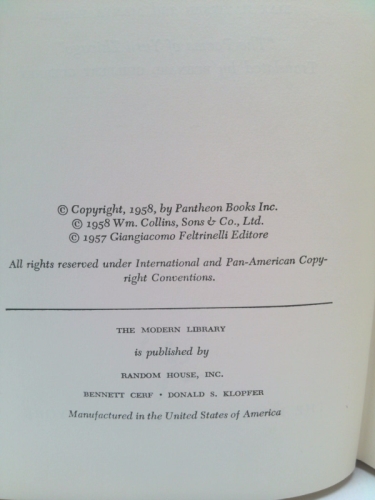 © Copyright, 1958, by Pantheon Books Inc.
© 1958 Wm. Collins, Sons & Co., Ltd.
© 1957 Giangiacomo Feltrinelli Editore
All rights reserved under International and Pan-American Copy-
right Conventions.
THE MODERN LIBRARY
is published by
RANDOM HOUSE, INC.
BENNETT CERF · DONALD S. KLOPFER
Manufactured in the United States of America